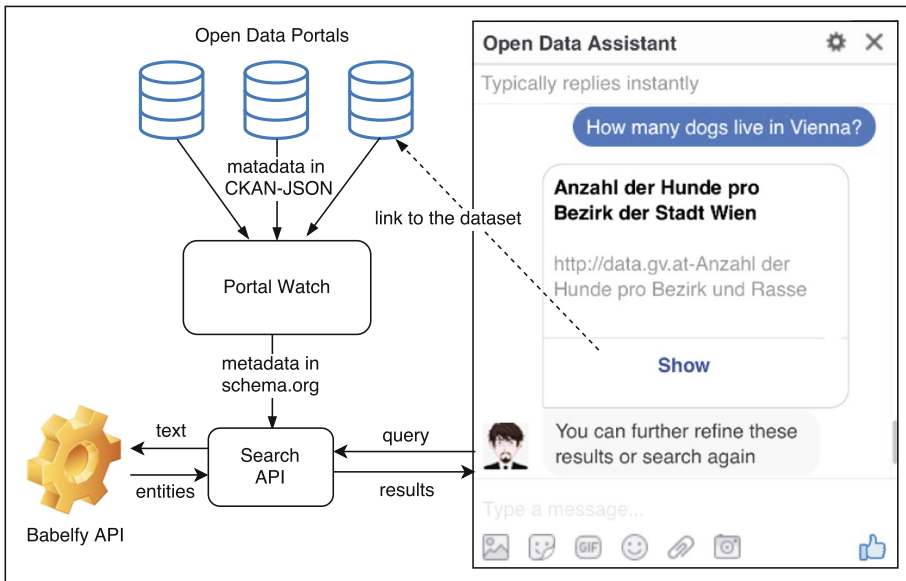 Open Data Portals
matadata in
CKAN-JSON
Portal Watch
metadata in
schema.org
text
entities
Babelfy API
Search
API
query
results
link to the dataset
Open Data Assistant
Typically replies instantly
How many dogs live in Vienna?
Anzahl der Hunde pro
Bezirk der Stadt Wien
http://data.gv.at-Anzahl der
Hunde pro Bezirk und Rasse
Show
You can further refine these
results or search again
Type a message...
GIF